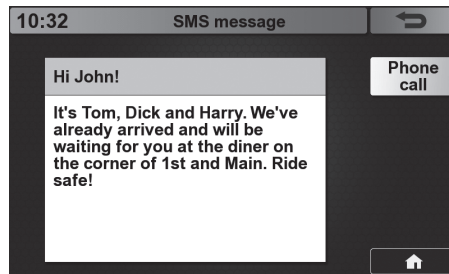 10:32 SMS message
Hi John!
Phone
call
It's Tom, Dick and Harry. We've
already arrived and will be
waiting for you at the diner on
the corner of 1st and Main. Ride
safe!